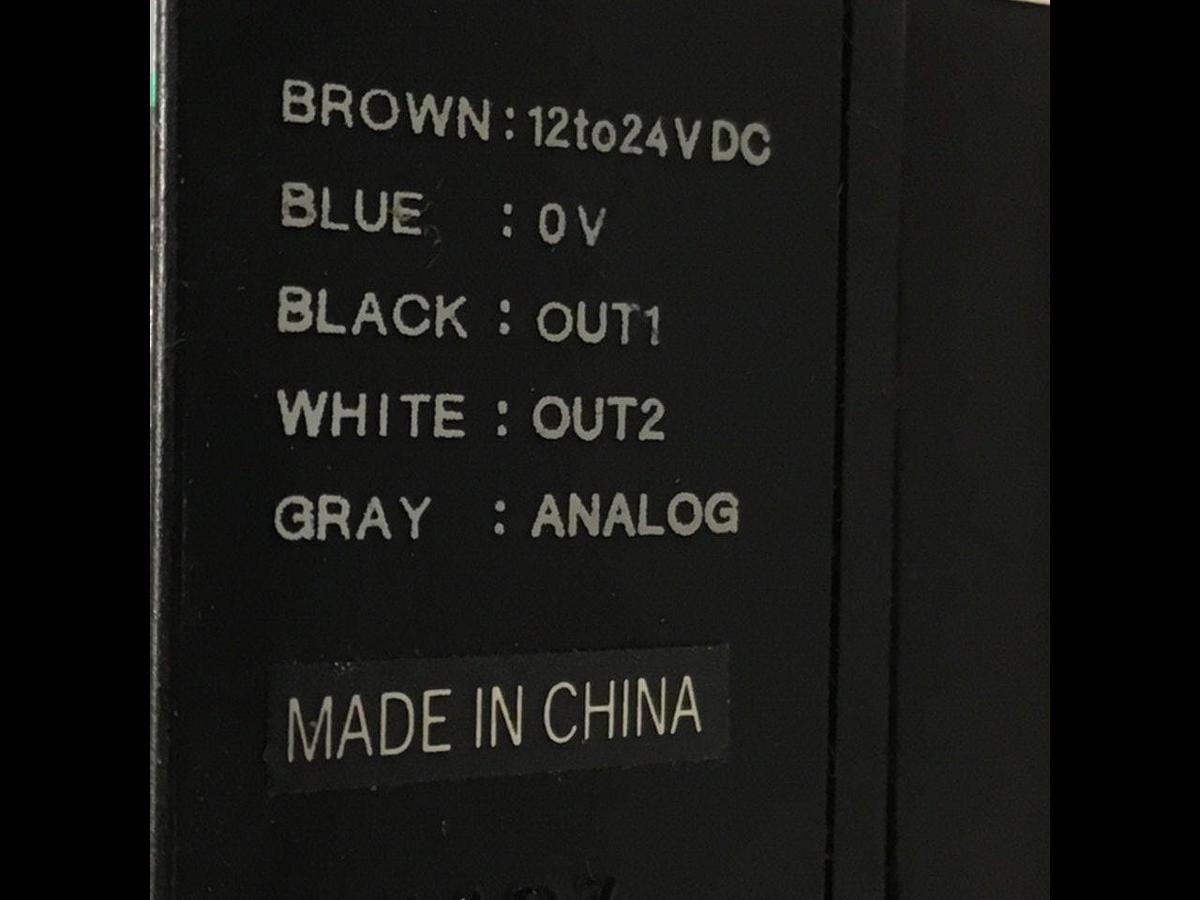 BROWN : 12to24V DC
BLUE : 0V
BLACK : OUT1
WHITE : OUT2
GRAY : ANALOG
MADE IN CHINA